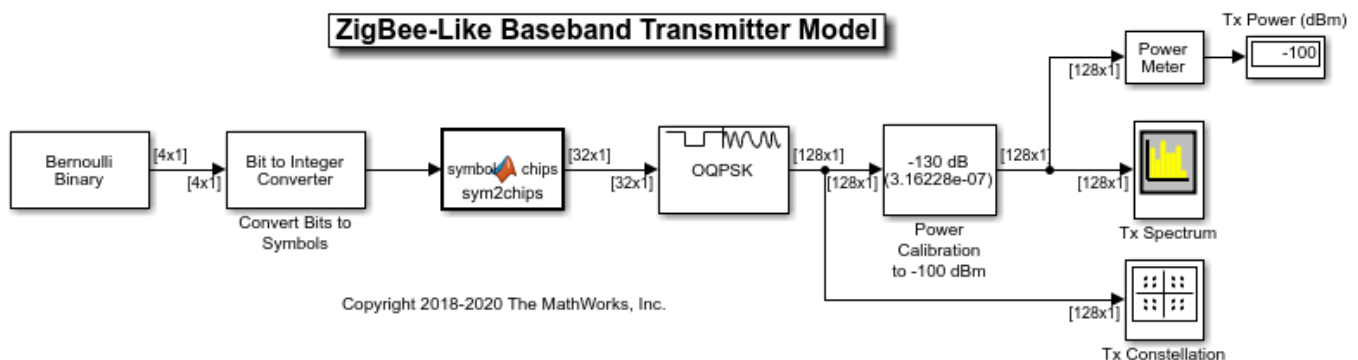 ZigBee-Like Baseband Transmitter Model
Tx Power (dBm)
Power
Meter
-100
[128x1]
Bernoulli
Binary
[4x1]
[4x1]
Bit to Integer
Converter
Convert Bits to
Symbols
symbol chips
sym2chips
[32x1]
[32x1]
OQPSK
[128x1]
[128x1]
-130 dB
(3.16228e-07)
Power
Calibration
to -100 dBm
[128x1]
[128x1]
Tx Spectrum
[128x1]
Tx Constellation
Copyright 2018-2020 The MathWorks, Inc.